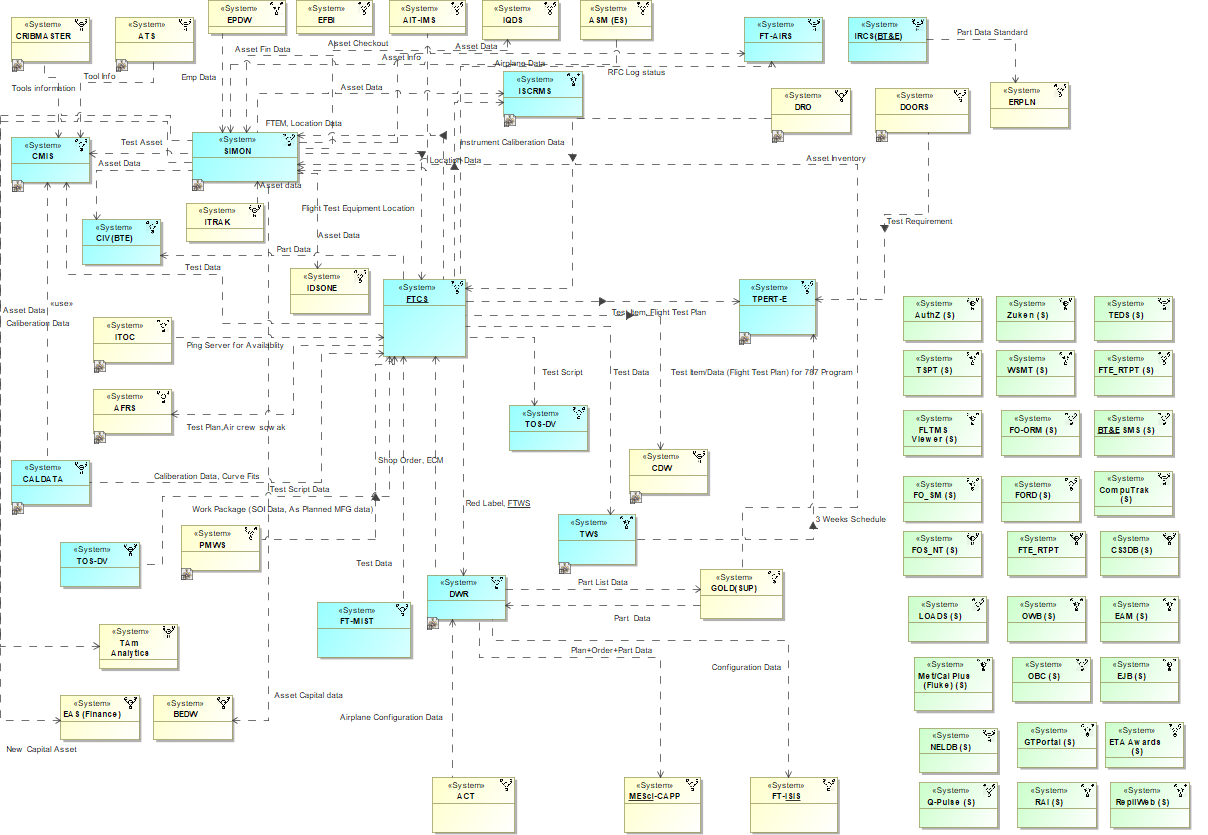 «System»
CRIBMASTER
«System»
ATS
«System»
EPDW
«System»
EFBI
«System»
AIT-IMS
«System»
IQDS
«System»
ASM (ES)
«System»
FT-AIRS
«System»
IRCS(BT&E)
Part Data Standard
Asset Fin Data
Asset Checkout
Asset Data
Asset Info
Airplane Data
RFC Log status
Tool Info
Emp Data
Tools information
Asset Data
«System»
ISCRMS
«System»
DRO
«System»
DOORS
«System»
ERPLN
FTEM, Location Data
«System»
CMIS
Test Asset
«System»
SIMON
Instrument Caliberation Data
Asset Data
Location Data
Asset Inventory
Asset data
«System»
ITRAK
Flight Test Equipment Location
Test Requirement
«System»
CIV(BTE)
Asset Data
Part Data
Test Data
«System»
IDSONE
«System»
FTCS
«System»
TPERT-E
«use»
Asset Data
Caliberation Data
Test Item, Flight Test Plan
«System»
ITOC
Ping Server for Availablity
Test Script
Test Data
Test Item/Data (Flight Test Plan) for 787 Program
«System»
AFRS
Test Plan,Air crew sow ak
«System»
TOS-DV
«System»
CDW
Shop Order, ECM
«System»
CALDATA
Caliberation Data, Curve Fits
Test Script Data
Work Package (SOI Data, As Planned MFG data)
Red Label, FTWS
3 Weeks Schedule
«System»
PMWS
«System»
TWS
«System»
TOS-DV
Test Data
«System»
DWR
Part List Data
«System»
GOLD(SUP)
«System»
FT-MIST
Part Data
«System»
TAm
Analytics
Plan+Order+Part Data
Configuration Data
«System»
EAS (Finance)
«System»
BEDW
Asset Capital data
Airplane Configuration Data
New Capital Asset
«System»
ACT
«System»
MESci-CAPP
«System»
FT-ISIS
«System»
AuthZ (S)
«System»
Zuken (S)
«System»
TEDS (S)
«System»
TSPT (S)
«System»
WSMT (S)
«System»
FTE_RTPT (S)
«System»
FLTMS
Viewer (S)
«System»
FO-ORM (S)
«System»
BT&E SMS (S)
«System»
FO_SM (S)
«System»
FORD (S)
«System»
CompuTrak
(S)
«System»
FOS_NT (S)
«System»
FTE_RTPT
«System»
CS3DB (S)
«System»
LOADS (S)
«System»
OWB (S)
«System»
EAM (S)
«System»
Met/Cal Plus
(Fluke) (S)
«System»
OBC (S)
«System»
EJB (S)
«System»
NELDB (S)
«System»
GTPortal (S)
«System»
ETA Awards
(S)
«System»
Q-Pulse (S)
«System»
RAI (S)
«System»
RepliWeb (S)